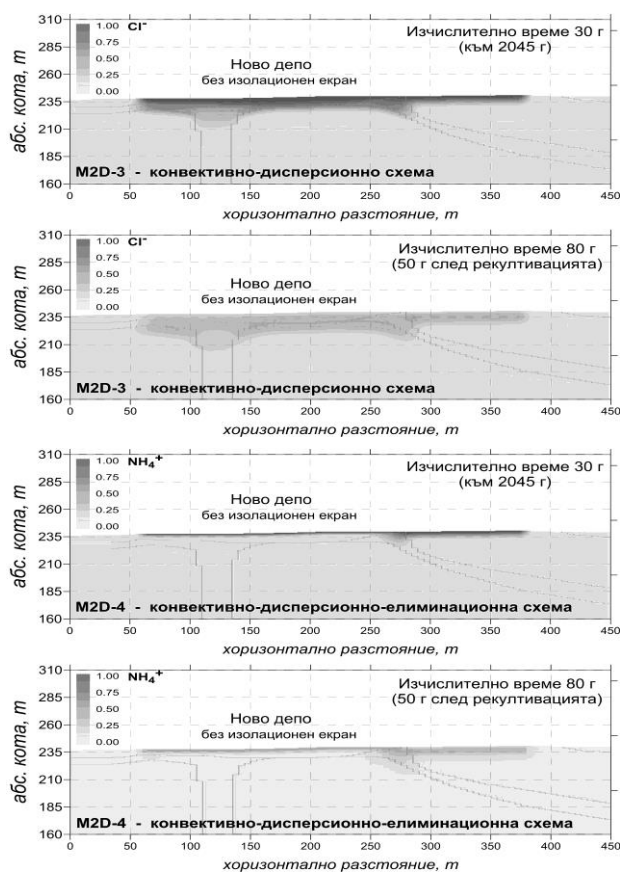 310
285
260
235
210
185
160
абс. кота, m
1.00
0.75
0.50
0.25
0.00
Cl⁻
Изчислително време 30 г
(към 2045 г)
Ново депо
без изолационен екран
M2D-3 - конвективно-дисперсионно схема
0 50 100 150 200 250 300 350 400 450
хоризонтално разстояние, m
310
285
260
235
210
185
160
абс. кота, m
1.00
0.75
0.50
0.25
0.00
Cl⁻
Изчислително време 80 г
(50 г след рекултивацията)
Ново депо
без изолационен екран
M2D-3 - конвективно-дисперсионно схема
0 50 100 150 200 250 300 350 400 450
хоризонтално разстояние, m
310
285
260
235
210
185
160
абс. кота, m
1.00
0.75
0.50
0.25
0.00
NH₄⁺
Изчислително време 30 г
(към 2045 г)
Ново депо
без изолационен екран
M2D-4 - конвективно-дисперсионно-елиминационна схема
0 50 100 150 200 250 300 350 400 450
хоризонтално разстояние, m
310
285
260
235
210
185
160
абс. кота, m
1.00
0.75
0.50
0.25
0.00
NH₄⁺
Изчислително време 80 г
(50 г след рекултивацията)
Ново депо
без изолационен екран
M2D-4 - конвективно-дисперсионно-елиминационна схема
0 50 100 150 200 250 300 350 400 450
хоризонтално разстояние, m